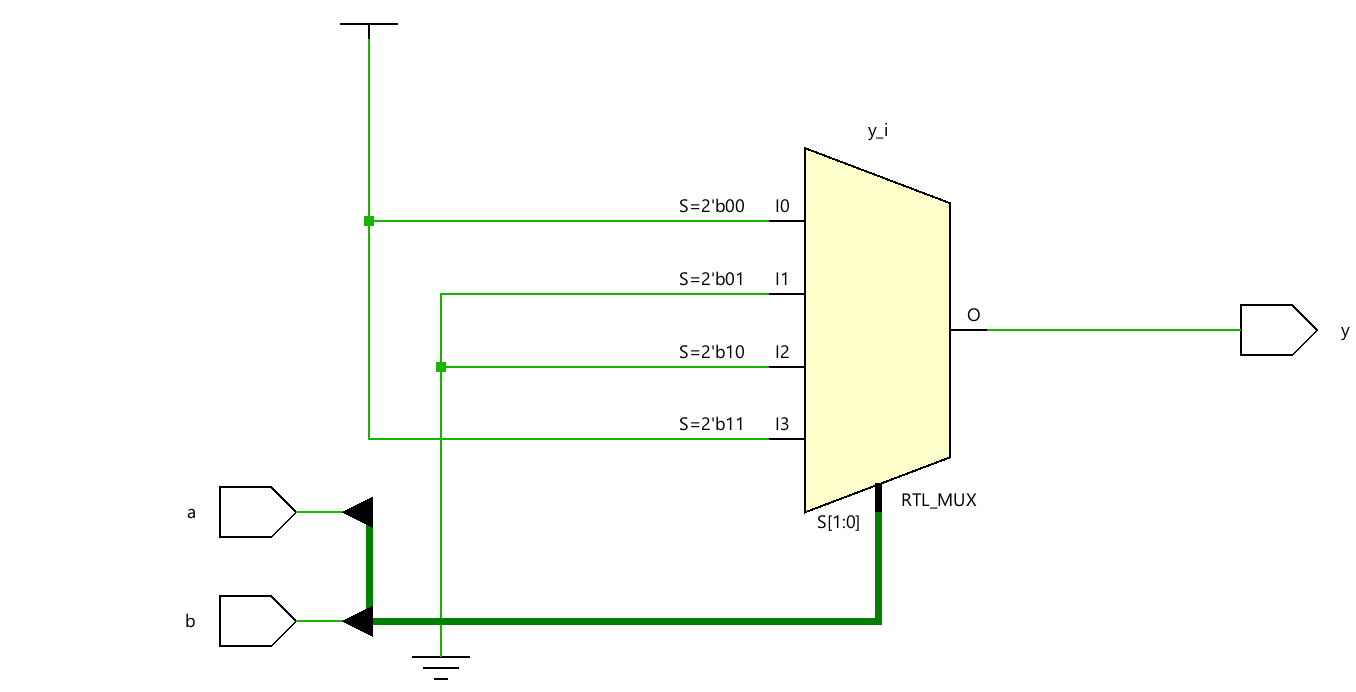 y_i
S=2'b00 I0
S=2'b01 I1
S=2'b10 I2
S=2'b11 I3
O
y
a
RTL_MUX
S[1:0]
b